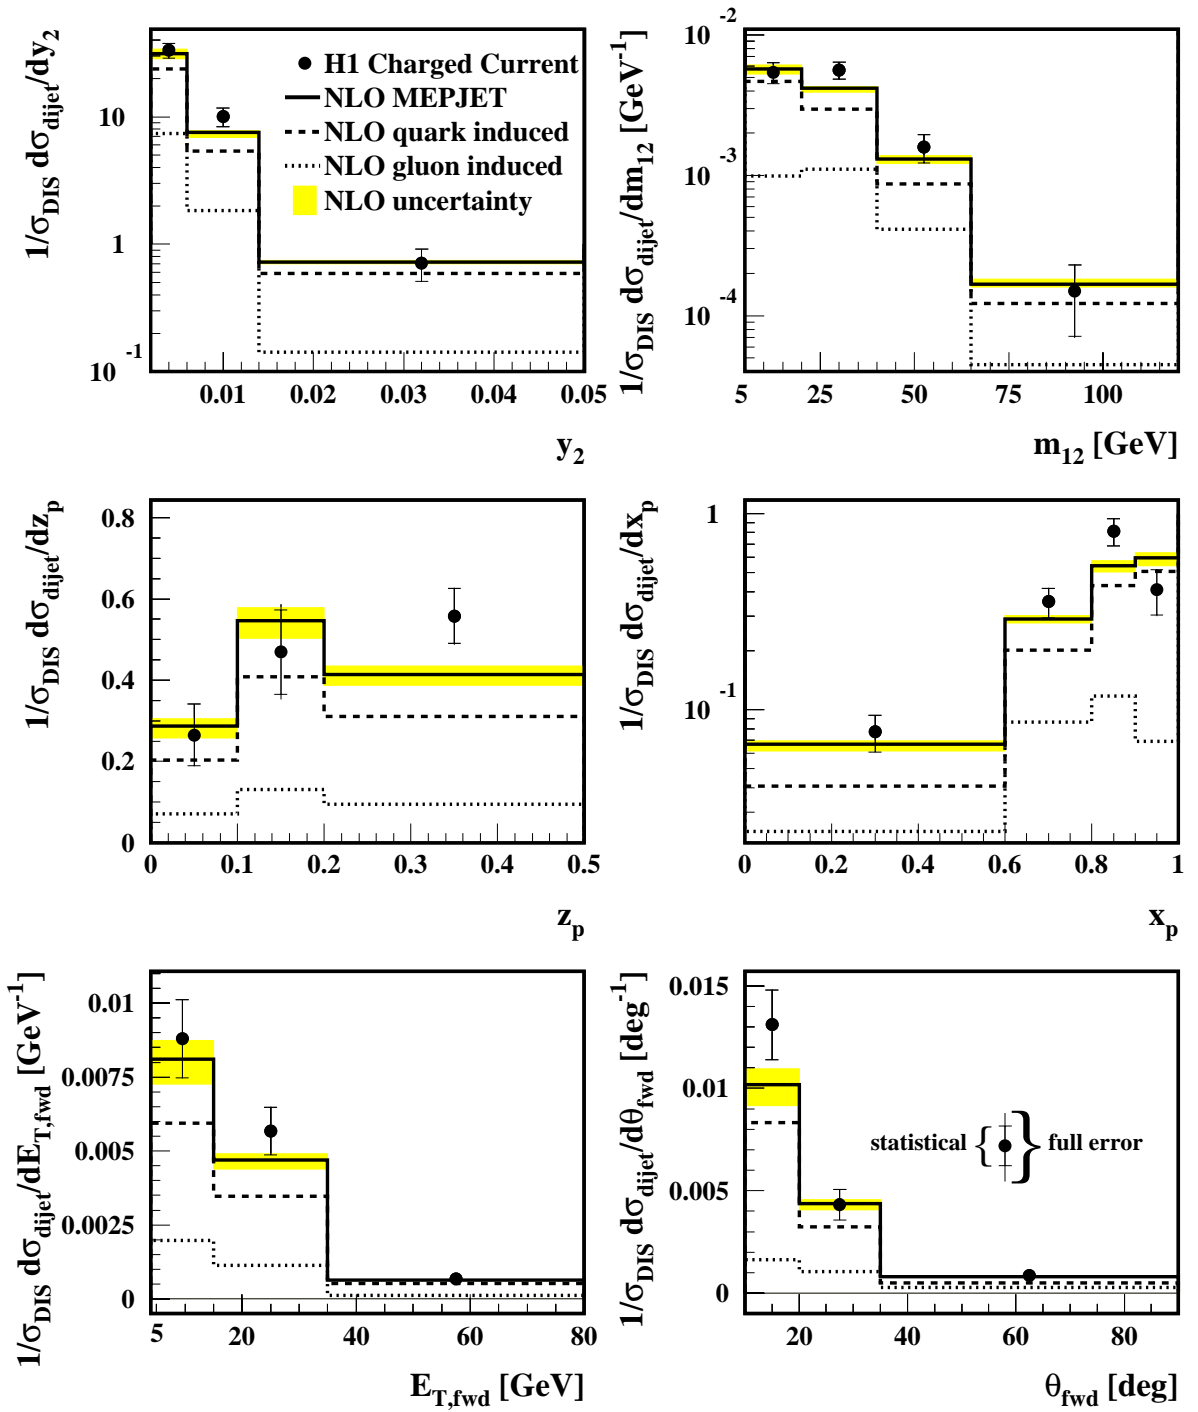 1/σDIS dσdijet/dy2
10
1
10 -1
0.01 0.02 0.03 0.04 0.05
y2
H1 Charged Current
NLO MEPJET
NLO quark induced
NLO gluon induced
NLO uncertainty
1/σDIS dσdijet/dm12 [GeV-1]
10 -2
10 -3
10 -4
5 25 50 75 100
m12 [GeV]
1/σDIS dσdijet/dzp
0.8
0.6
0.4
0.2
0
0 0.1 0.2 0.3 0.4 0.5
zp
1/σDIS dσdijet/dxp
1
10 -1
0 0.2 0.4 0.6 0.8 1
xp
1/σDIS dσdijet/dET,fwd [GeV-1]
0.01
0.0075
0.005
0.0025
0
5 20 40 60 80
ET,fwd [GeV]
1/σDIS dσdijet/dθfwd [deg-1]
0.015
0.01
0.005
0
statistical { } full error
20 40 60 80
θfwd [deg]